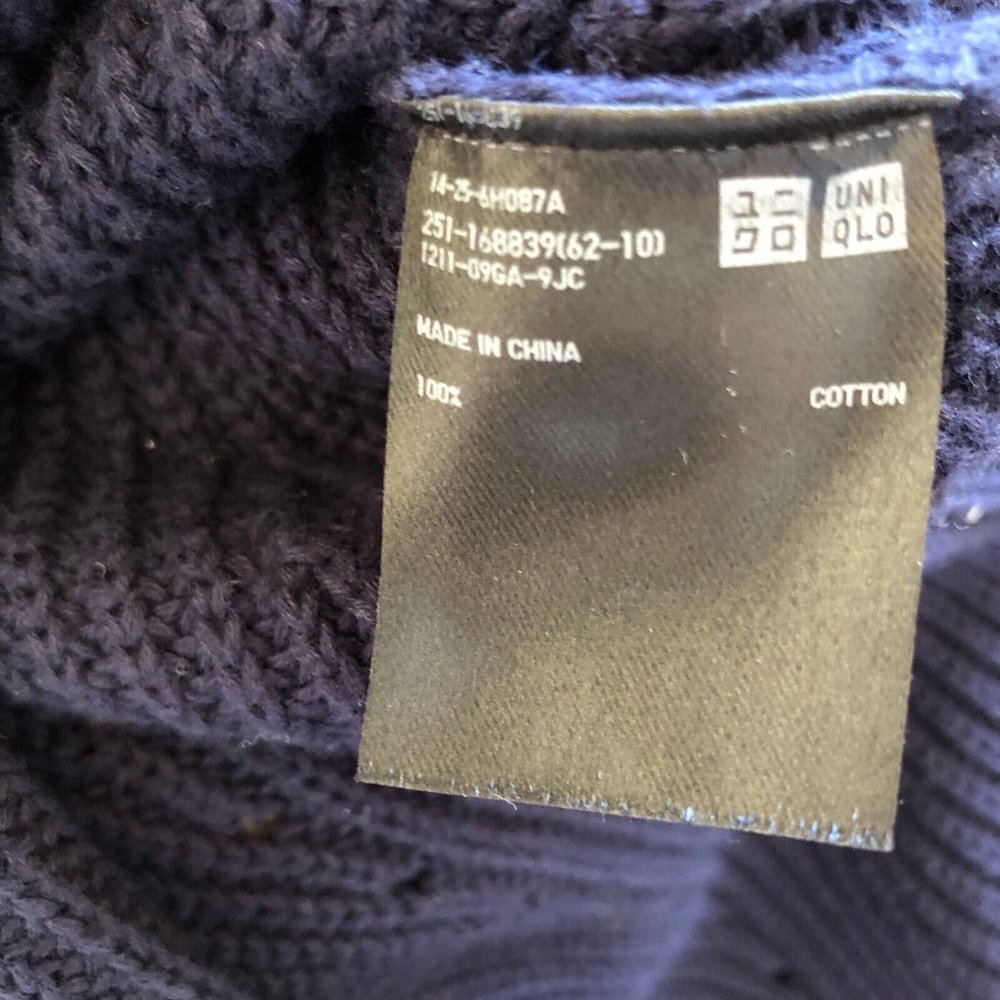 14-25-6H087A
251-168839(62-10)
1211-09GA-9JC
ユニ
クロ
UNI
QLO
MADE IN CHINA
100% COTTON